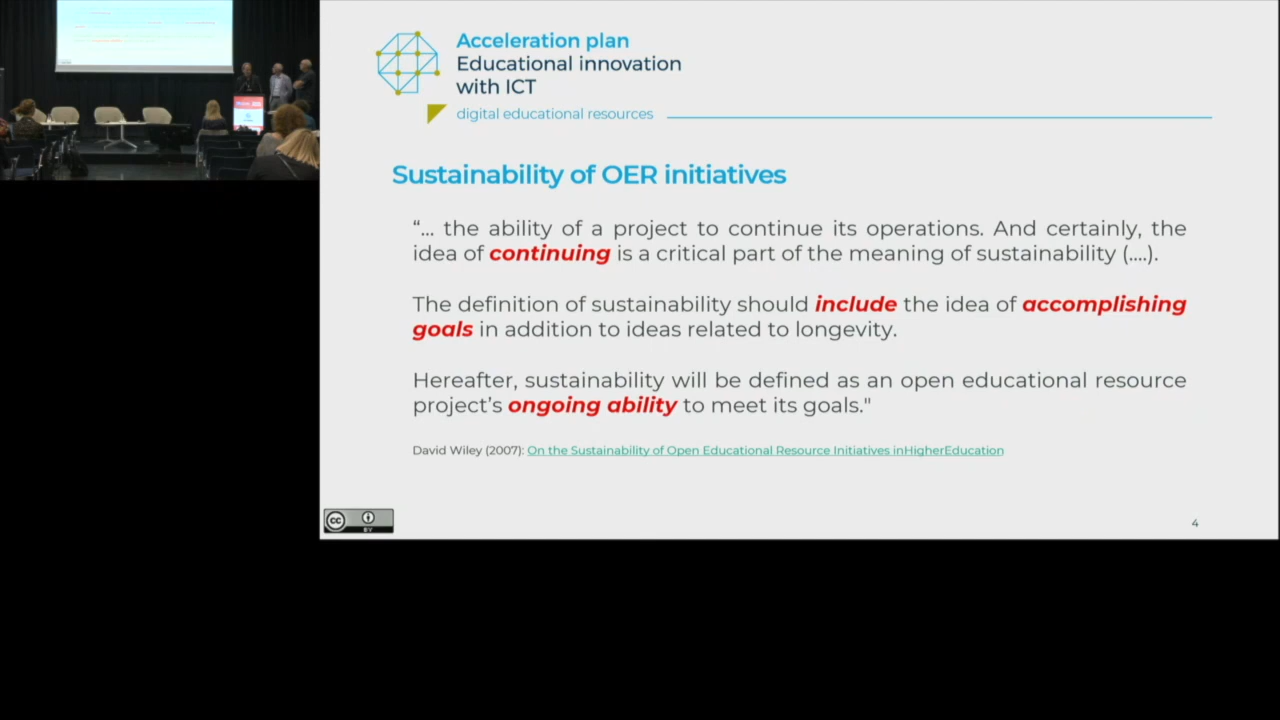 Acceleration plan
Educational innovation
with ICT
digital educational resources
Sustainability of OER initiatives
“... the ability of a project to continue its operations. And certainly, the
idea of continuing is a critical part of the meaning of sustainability (....).
The definition of sustainability should include the idea of accomplishing
goals in addition to ideas related to longevity.
Hereafter, sustainability will be defined as an open educational resource
project’s ongoing ability to meet its goals."
David Wiley (2007): On the Sustainability of Open Educational Resource Initiatives inHigherEducation
cc
BY
4